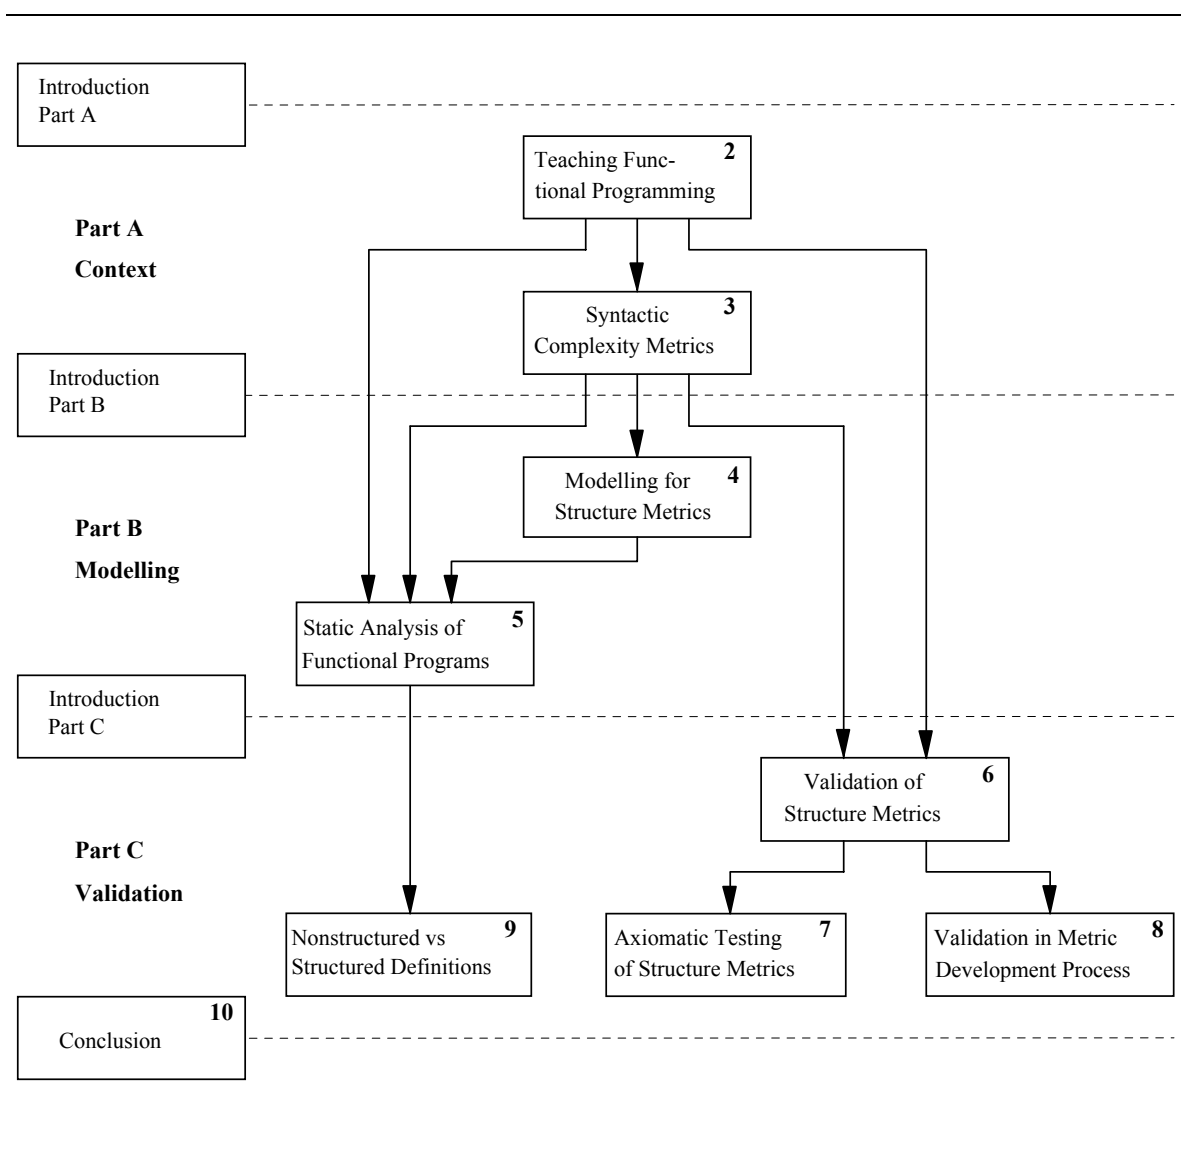 Introduction
Part A
2
Teaching Func-
tional Programming
Part A
Context
3
Syntactic
Complexity Metrics
Introduction
Part B
4
Modelling for
Structure Metrics
Part B
Modelling
5
Static Analysis of
Functional Programs
Introduction
Part C
6
Validation of
Structure Metrics
Part C
Validation
9
Nonstructured vs
Structured Definitions
7
Axiomatic Testing
of Structure Metrics
8
Validation in Metric
Development Process
10
Conclusion